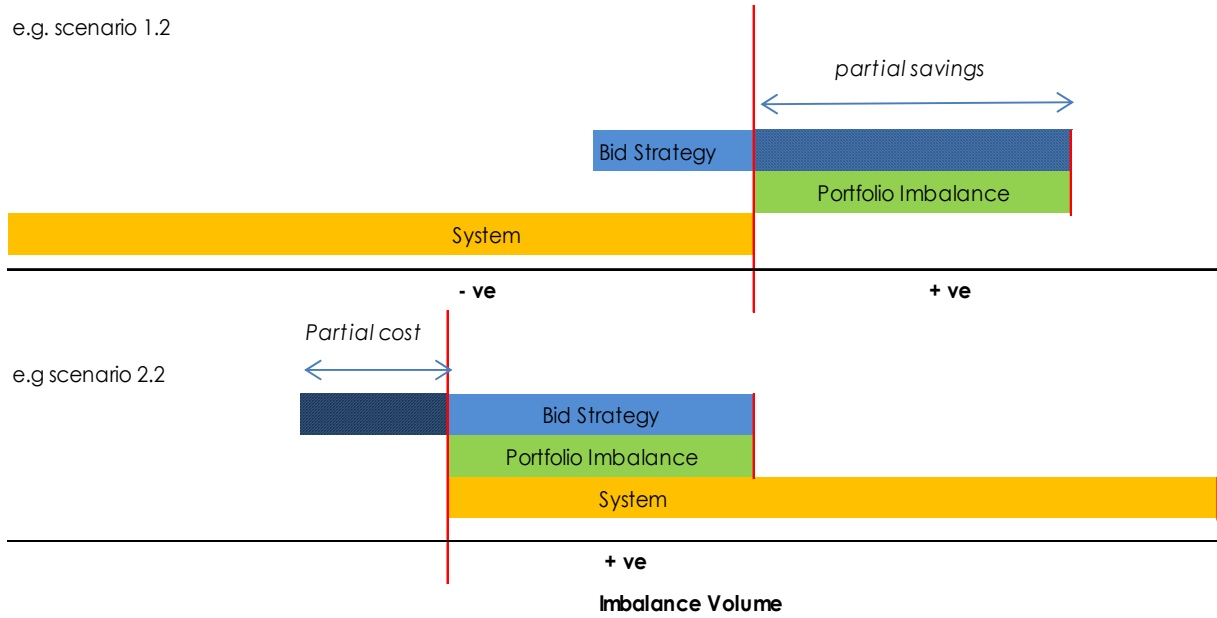 e.g. scenario 1.2
partial savings
Bid Strategy
Portfolio Imbalance
System
- ve
+ ve
Partial cost
e.g scenario 2.2
Bid Strategy
Portfolio Imbalance
System
+ ve
Imbalance Volume